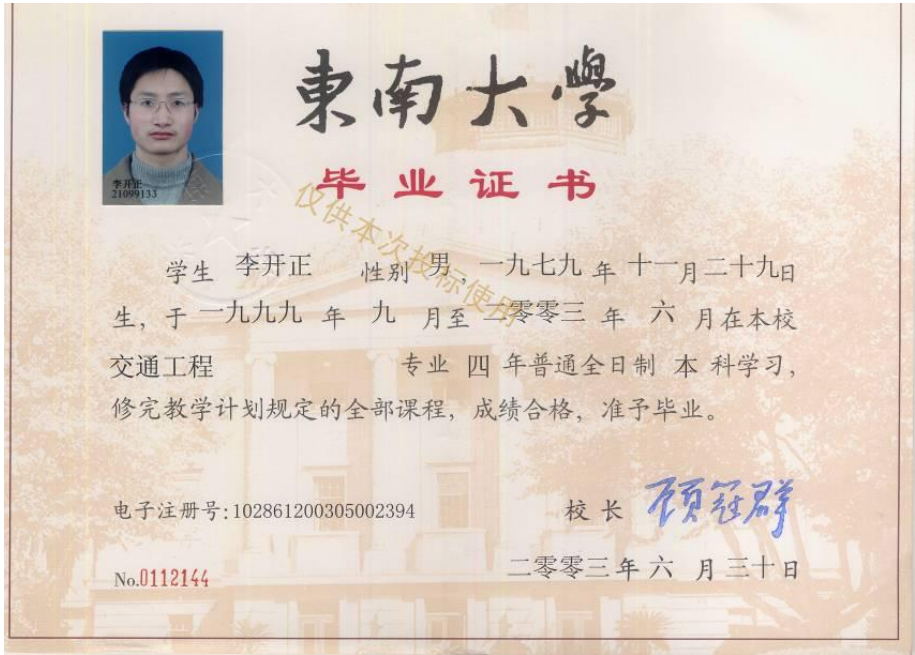 李开正
21099133
東南大學
毕业证书
仅供本次投标使用
学生 李开正 性别 男，一九七九 年 十一月二十九日
生，于 一九九九 年 九 月至 二零零三 年 六 月在本校
交通工程 专业 四 年普通全日制 本 科学习，
修完教学计划规定的全部课程，成绩合格，准予毕业。
电子注册号:102861200305002394
校长 顾冠群
No.0112144
二零零三年 六 月 三十日